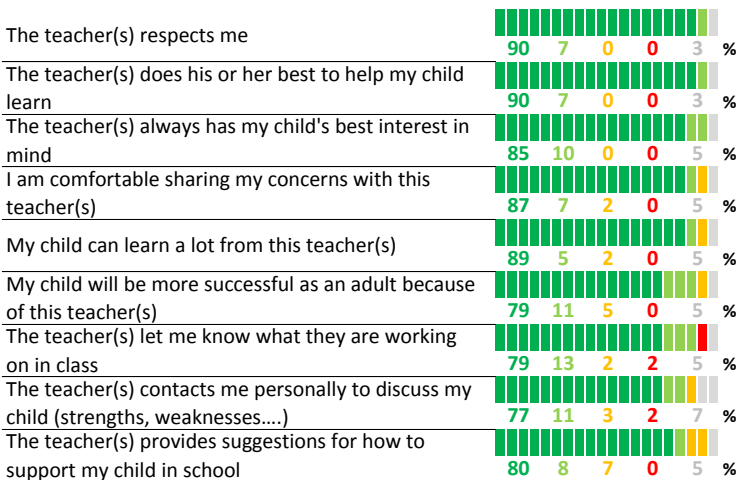 The teacher(s) respects me
90 7 0 0 3 %
The teacher(s) does his or her best to help my child
learn
90 7 0 0 3 %
The teacher(s) always has my child's best interest in
mind
85 10 0 0 5 %
I am comfortable sharing my concerns with this
teacher(s)
87 7 2 0 5 %
My child can learn a lot from this teacher(s)
89 5 2 0 5 %
My child will be more successful as an adult because
of this teacher(s)
79 11 5 0 5 %
The teacher(s) let me know what they are working
on in class
79 13 2 2 5 %
The teacher(s) contacts me personally to discuss my
child (strengths, weaknesses....)
77 11 3 2 7 %
The teacher(s) provides suggestions for how to
support my child in school
80 8 7 0 5 %